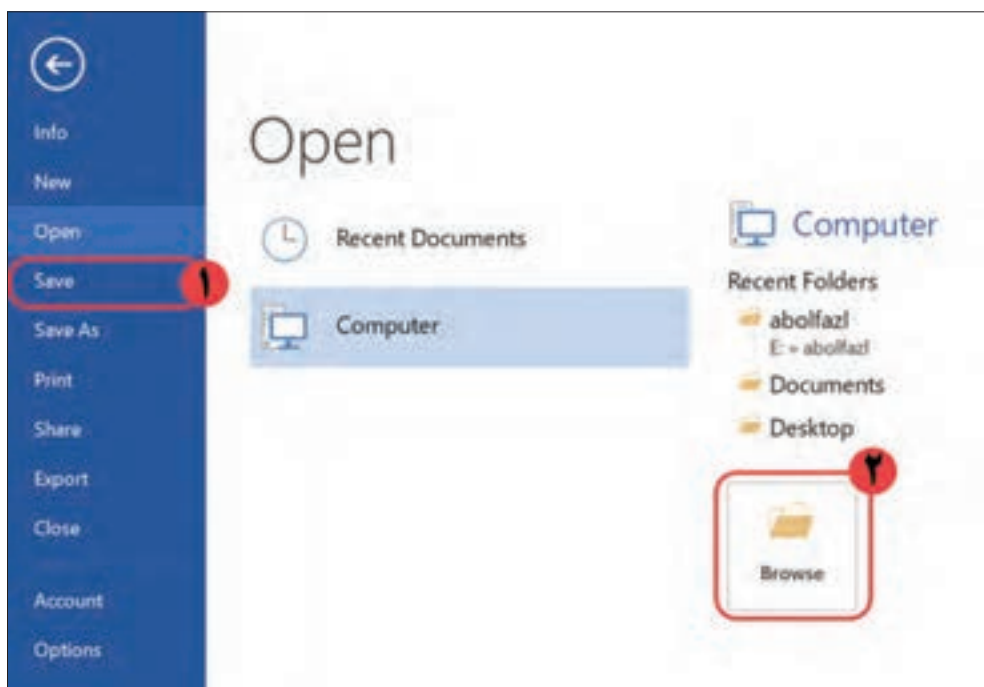 Info
New
Open
Save
۱
Save As
Print
Share
Export
Close
Account
Options
Open
Recent Documents
Computer
Computer
Recent Folders
abolfazl
E: » abolfazl
Documents
Desktop
۲
Browse